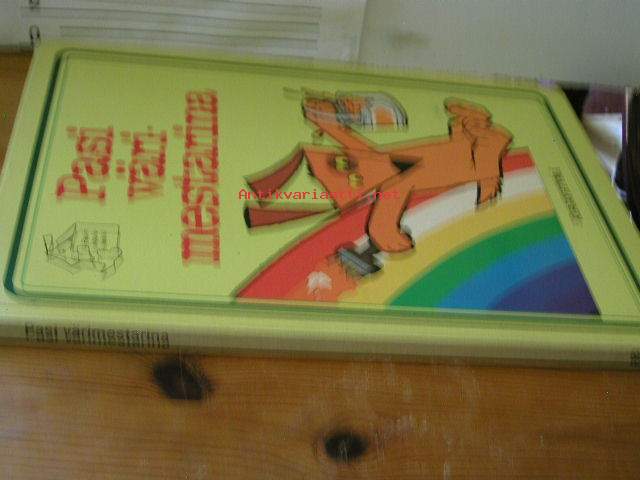 Pasi
väri-
mestarina
Antikvariaatti.net
Pasi värimestarina